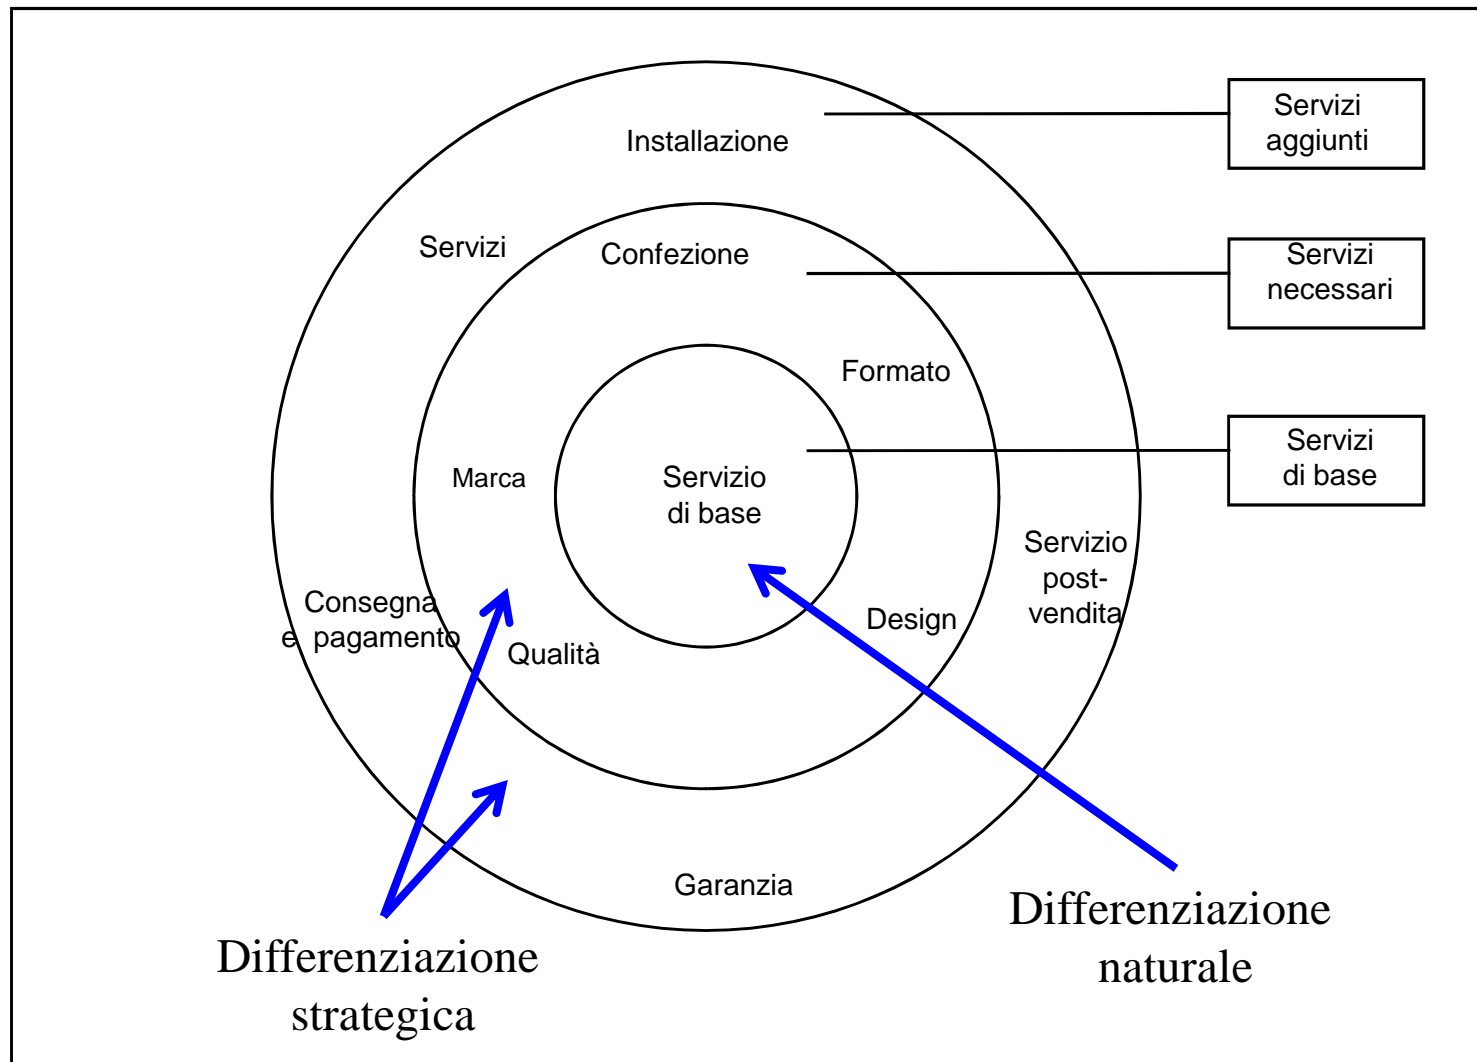 Servizi
aggiunti
Installazione
Servizi
Confezione
Servizi
necessari
Formato
Servizi
di base
Marca
Servizio
di base
Servizio
post-
vendita
Consegna
e pagamento
Qualità
Design
Garanzia
Differenziazione
naturale
Differenziazione
strategica